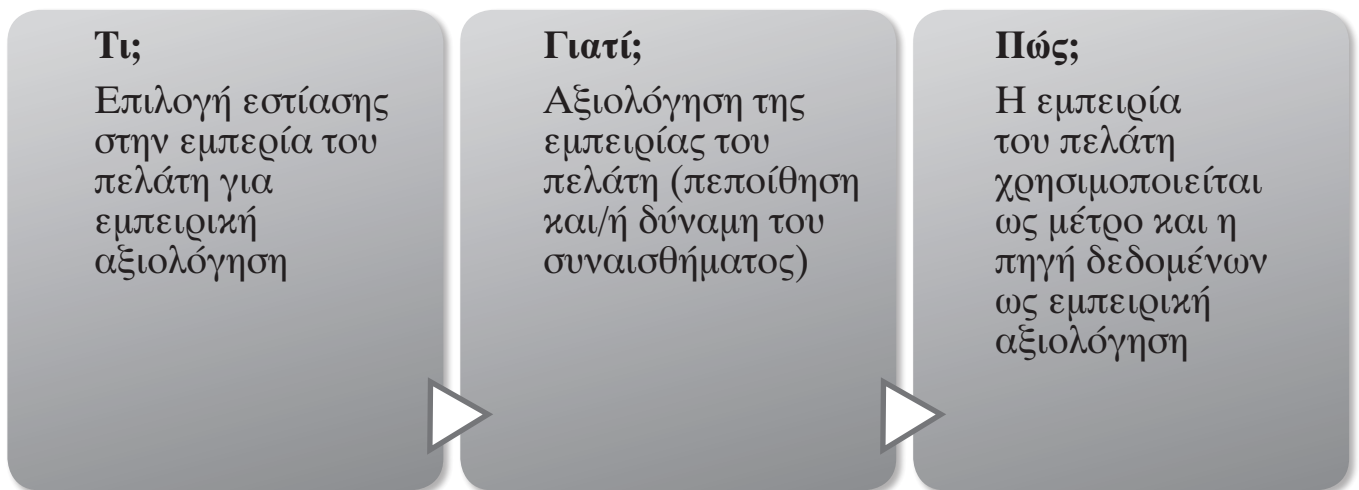 Τι;
Επιλογή εστίασης
στην εμπερία του
πελάτη για
εμπειρική
αξιολόγηση
Γιατί;
Αξιολόγηση της
εμπειρίας του
πελάτη (πεποίθηση
και/ή δύναμη του
συναισθήματος)
Πώς;
Η εμπειρία
του πελάτη
χρησιμοποιείται
ως μέτρο και η
πηγή δεδομένων
ως εμπειρική
αξιολόγηση